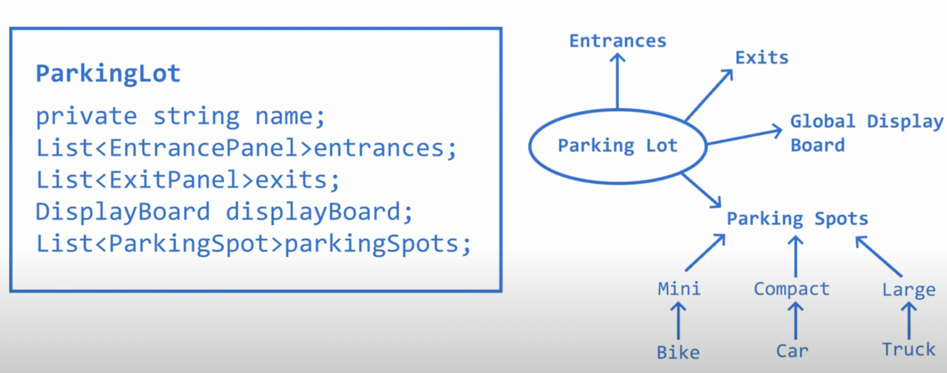 ParkingLot
private string name;
List<EntrancePanel>entrances;
List<ExitPanel>exits;
DisplayBoard displayBoard;
List<ParkingSpot>parkingSpots;
Entrances
Exits
Parking Lot
Global Display
Board
Parking Spots
Mini
Compact
Large
Bike
Car
Truck